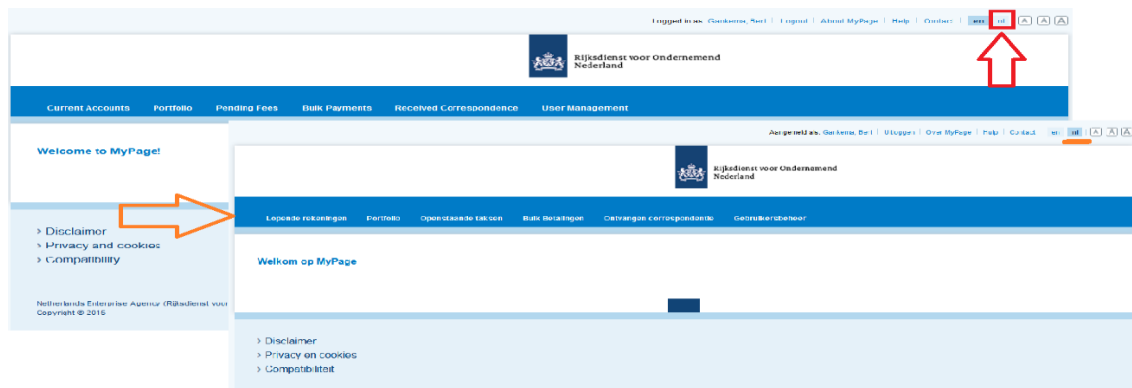 Logged in as: Gankema, Bert | Logout | About MyPage | Help | Contact | en nl A A A
Rijksdienst voor Ondernemend
Nederland
Current Accounts Portfolio Pending Fees Bulk Payments Received Correspondence User Management
Welcome to MyPage!
> Disclaimer
> Privacy and cookies
> Compatibility
Netherlands Enterprise Agency (Rijksdienst voor
Copyright © 2015
Aangemeld als: Gankema, Bert | Uitloggen | Over MyPage | Help | Contact en nl | A A A
Rijksdienst voor Ondernemend
Nederland
Lopende rekeningen Portfolio Openstaande taksen Bulk Betalingen Ontvangen correspondentie Gebruikersbeheer
Welkom op MyPage
> Disclaimer
> Privacy en cookies
> Compatibiliteit